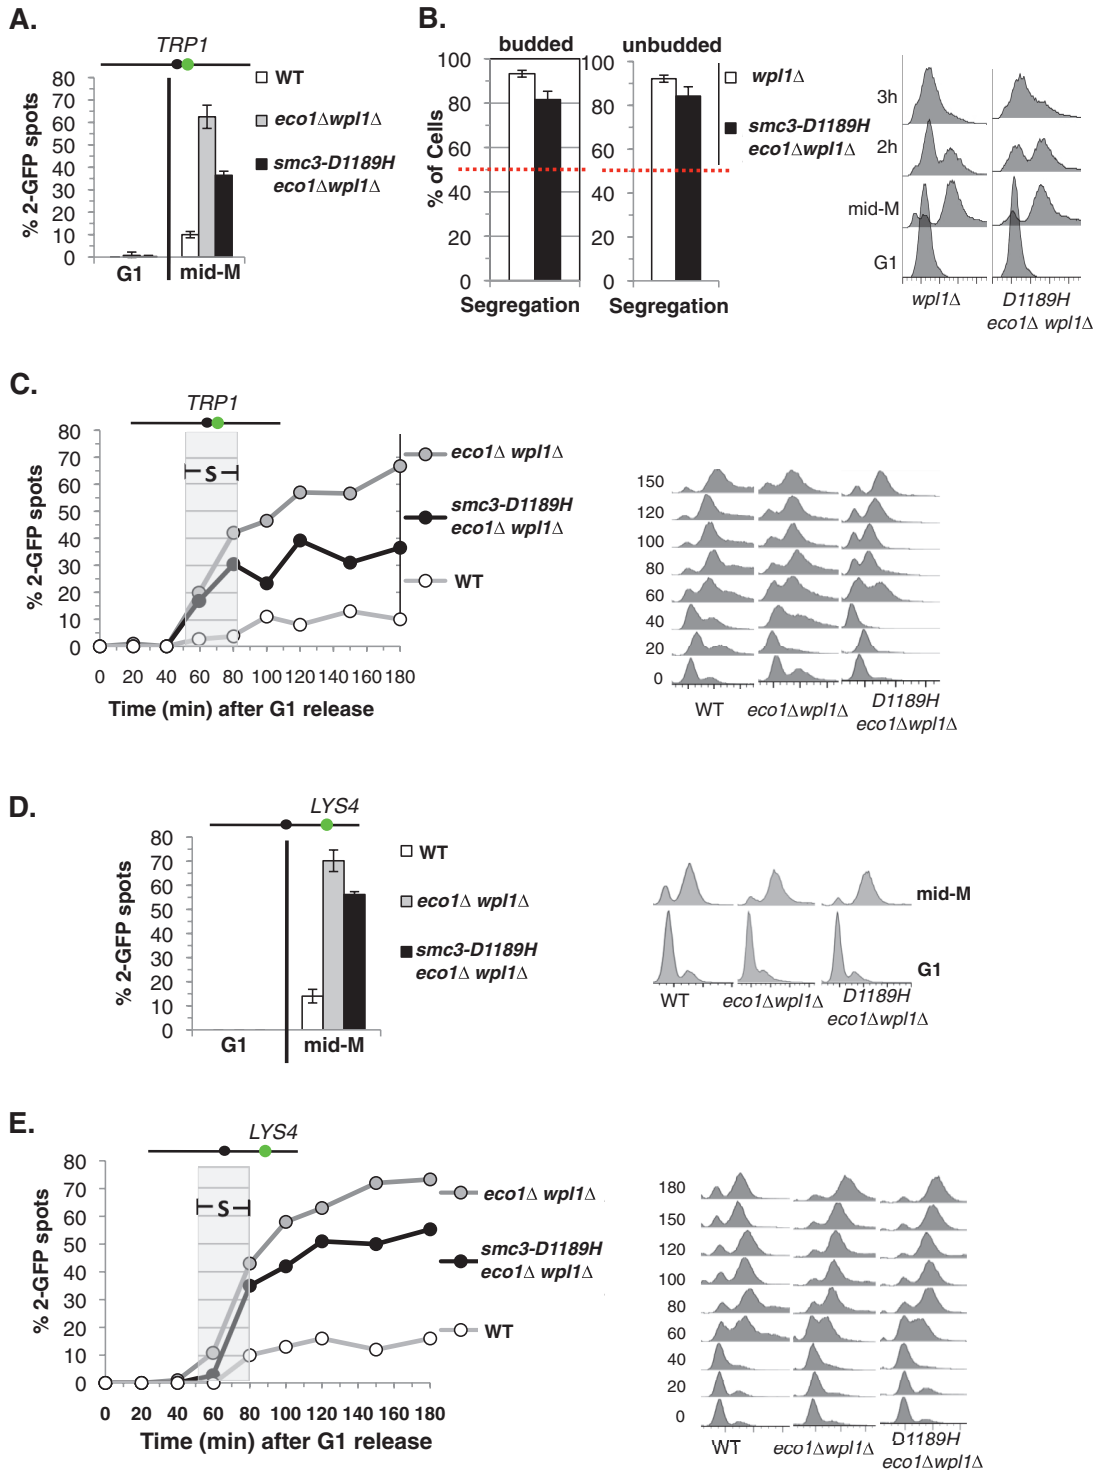 A.
TRP1
80
70
60
50
40
30
20
10
0
% 2-GFP spots
G1
mid-M
WT
eco1Δwpl1Δ
smc3-D1189H
eco1Δwpl1Δ
B.
budded
unbudded
100
80
60
40
20
0
% of Cells
100
80
60
40
20
0
Segregation
Segregation
wpl1Δ
smc3-D1189H
eco1Δwpl1Δ
3h
2h
mid-M
G1
wpl1Δ
D1189H
eco1Δ wpl1Δ
C.
TRP1
80
70
60
50
40
30
20
10
0
% 2-GFP spots
S
0 20 40 60 80 100 120 140 160 180
Time (min) after G1 release
eco1Δ wpl1Δ
smc3-D1189H
eco1Δ wpl1Δ
WT
150
120
100
80
60
40
20
0
WT
eco1Δwpl1Δ
D1189H
eco1Δwpl1Δ
D.
LYS4
80
70
60
50
40
30
20
10
0
% 2-GFP spots
G1
mid-M
WT
eco1Δ wpl1Δ
smc3-D1189H
eco1Δ wpl1Δ
mid-M
G1
WT
eco1Δwpl1Δ
D1189H
eco1Δwpl1Δ
E.
LYS4
80
70
60
50
40
30
20
10
0
% 2-GFP spots
S
0 20 40 60 80 100 120 140 160 180
Time (min) after G1 release
eco1Δ wpl1Δ
smc3-D1189H
eco1Δ wpl1Δ
WT
180
150
120
100
80
60
40
20
0
WT
eco1Δwpl1Δ
D1189H
eco1Δwpl1Δ